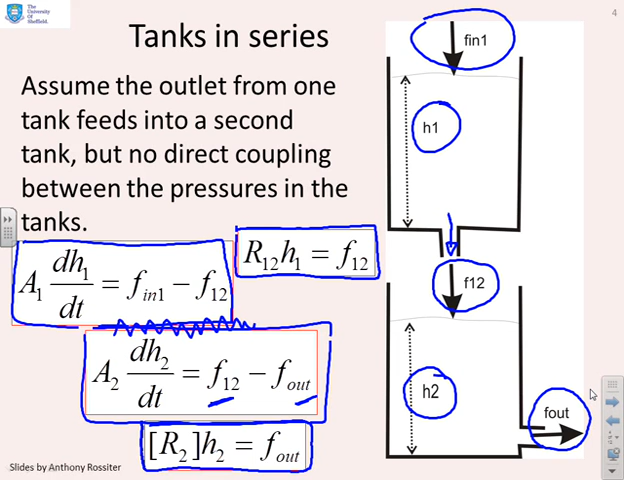 The
University
Of
Sheffield.
4
Tanks in series
Assume the outlet from one
tank feeds into a second
tank, but no direct coupling
between the pressures in the
tanks.
A₁ dh₁/dt = f_in1 − f₁₂
R₁₂h₁ = f₁₂
A₂ dh₂/dt = f₁₂ − f_out
[R₂]h₂ = f_out
fin1
h1
f12
h2
fout
Slides by Anthony Rossiter